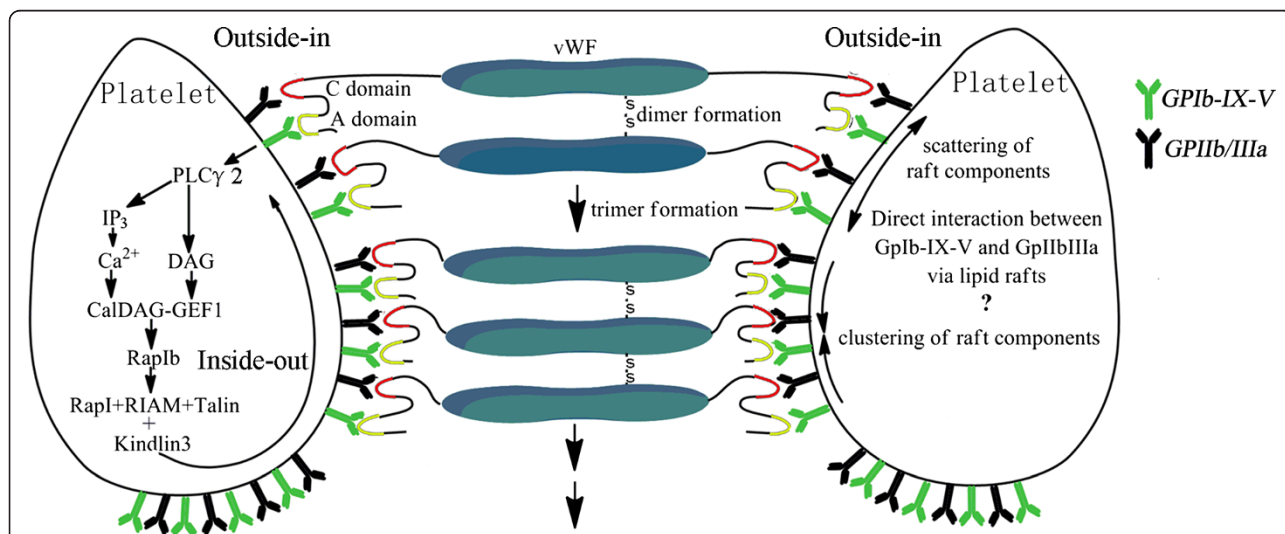 Outside-in
vWF
Outside-in
Platelet
C domain
A domain
PLCγ 2
IP3
Ca2+
DAG
CalDAG-GEF1
RapIb
Inside-out
RapI+RIAM+Talin
+
Kindlin3
s
s
dimer formation
trimer formation
s
s
s
s
Platelet
scattering of
raft components
Direct interaction between
GpIb-IX-V and GpIIbIIIa
via lipid rafts
?
clustering of raft components
GPIb-IX-V
GPIIb/IIIa